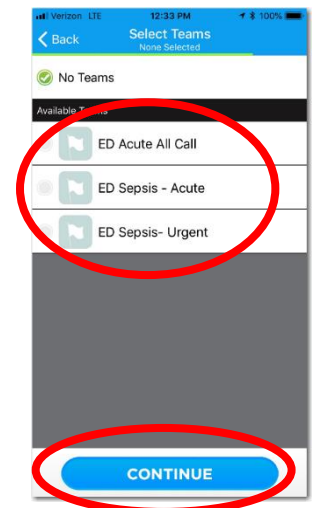 Verizon LTE 12:33 PM 100%
Back Select Teams
None Selected
No Teams
Available Teams
ED Acute All Call
ED Sepsis - Acute
ED Sepsis- Urgent
CONTINUE